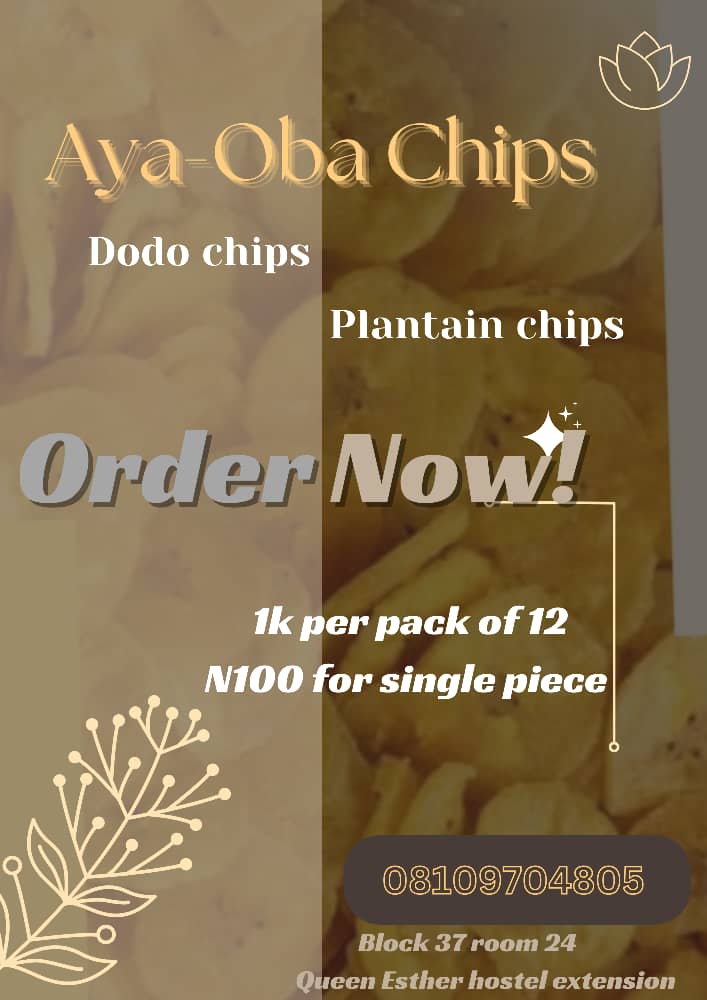 Aya-Oba Chips
Dodo chips
Plantain chips
Order Now!
1k per pack of 12
N100 for single piece
08109704805
Block 37 room 24
Queen Esther hostel extension